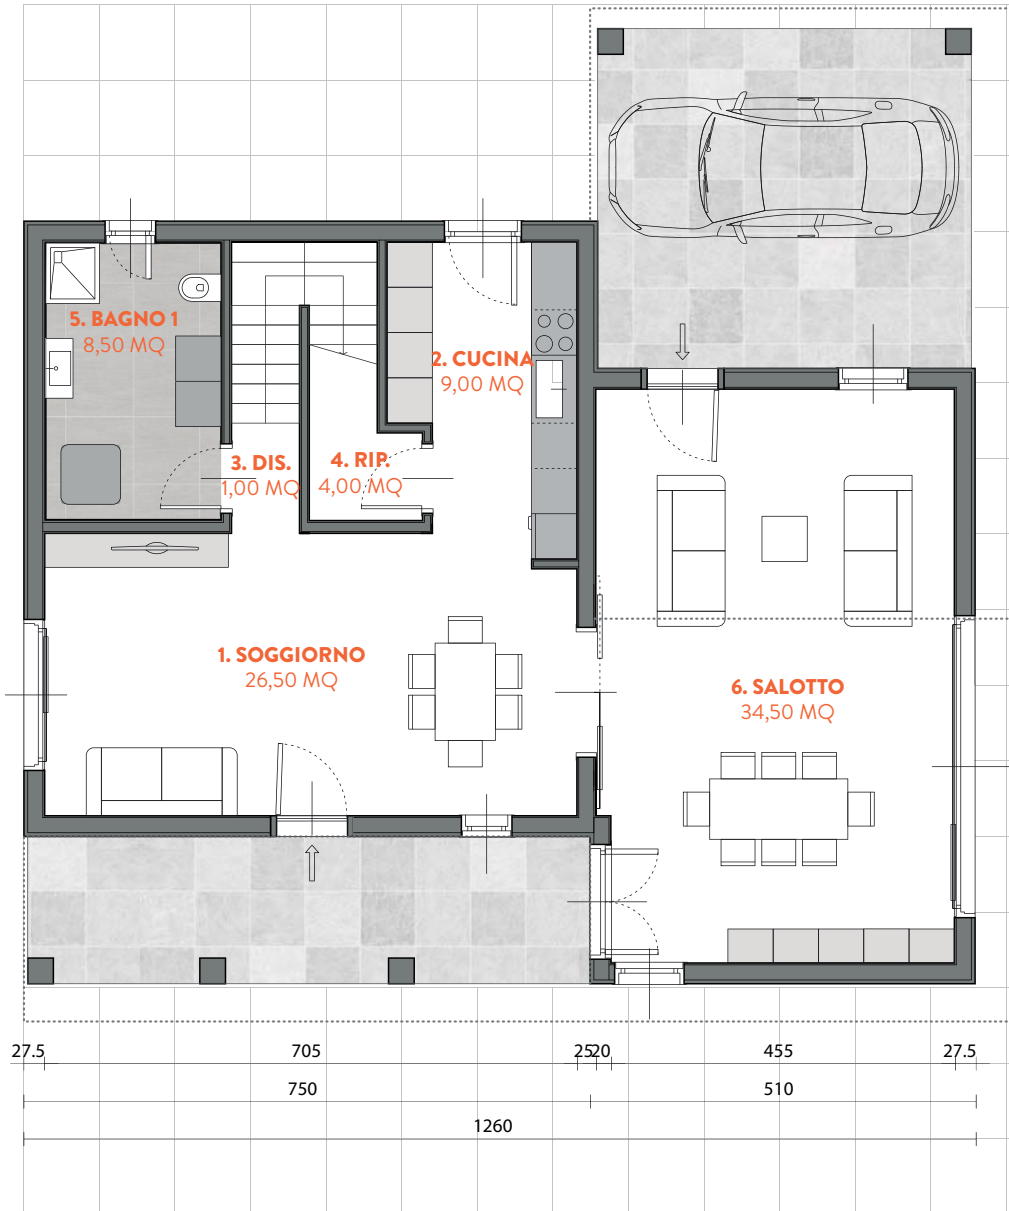 5. BAGNO 1
8,50 MQ
2. CUCINA
9,00 MQ
3. DIS.
1,00 MQ
4. RIP.
4,00 MQ
1. SOGGIORNO
26,50 MQ
6. SALOTTO
34,50 MQ
27.5 705 25 20 455 27.5
750 510
1260